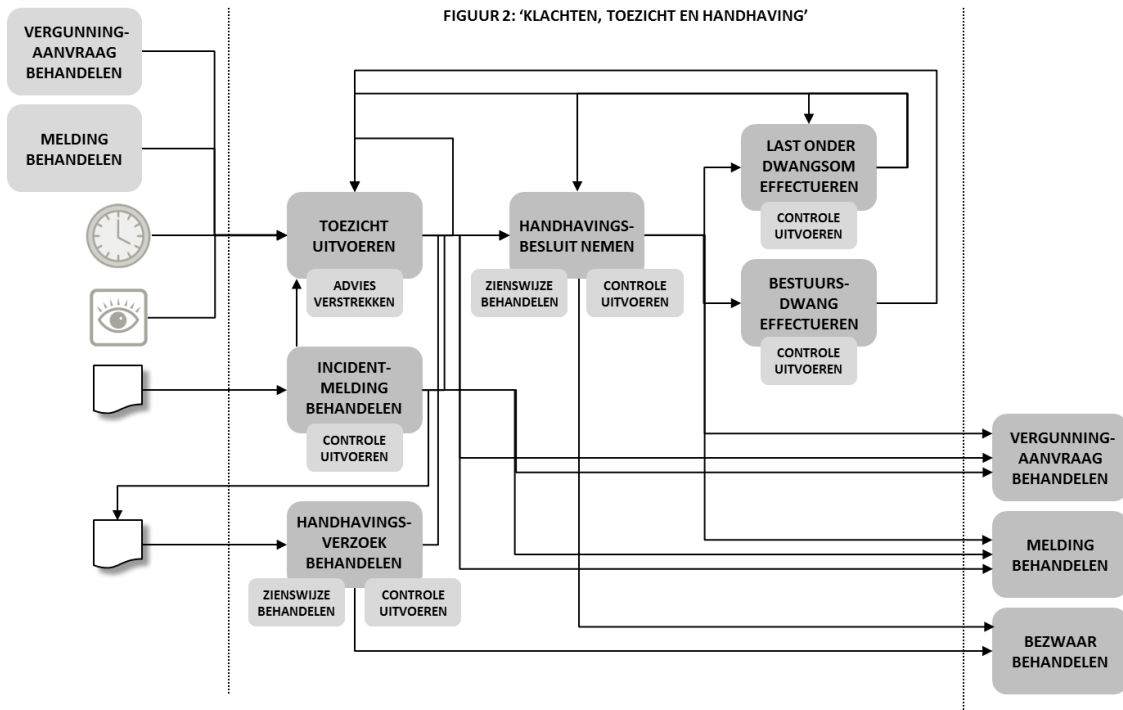 FIGUUR 2: ‘KLACHTEN, TOEZICHT EN HANDHAVING’
VERGUNNING-
AANVRAAG
BEHANDELEN
MELDING
BEHANDELEN
TOEZICHT
UITVOEREN
ADVIES
VERSTREKKEN
INCIDENT-
MELDING
BEHANDELEN
CONTROLE
UITVOEREN
HANDHAVINGS-
VERZOEK
BEHANDELEN
ZIENSWIJZE
BEHANDELEN
CONTROLE
UITVOEREN
HANDHAVINGS-
BESLUIT NEMEN
ZIENSWIJZE
BEHANDELEN
CONTROLE
UITVOEREN
LAST ONDER
DWANGSOM
EFFECTUEREN
CONTROLE
UITVOEREN
BESTUURS-
DWANG
EFFECTUEREN
CONTROLE
UITVOEREN
VERGUNNING-
AANVRAAG
BEHANDELEN
MELDING
BEHANDELEN
BEZWAAR
BEHANDELEN